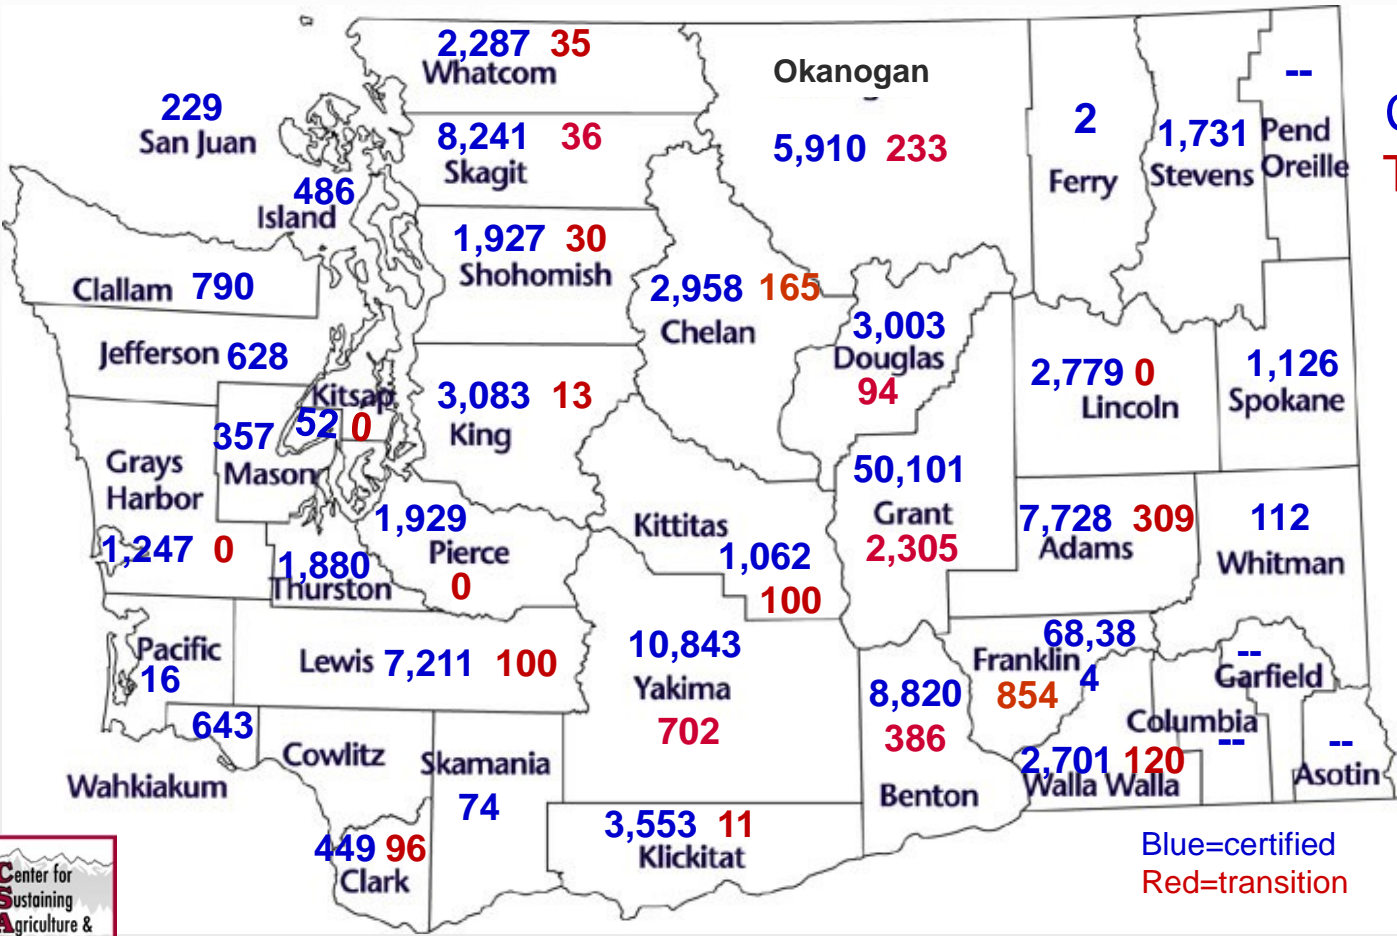 2,287 35
Whatcom
Okanogan
5,910 233
229
San Juan
8,241 36
Skagit
486
Island
2
Ferry
1,731
Stevens
--
Pend
Oreille
1,927 30
Shohomish
Clallam 790
2,958 165
Chelan
3,003
Douglas
94
Jefferson 628
2,779 0
Lincoln
1,126
Spokane
Kitsap
52 0
3,083 13
King
357
Mason
Grays
Harbor
1,247 0
50,101
Grant
2,305
1,929
Pierce
0
Kittitas
1,062
100
7,728 309
Adams
112
Whitman
1,880
Thurston
Pacific
16
Lewis 7,211 100
10,843
Yakima
702
68,38
4
Franklin
854
8,820
386
Benton
--
Garfield
Columbia
--
--
Asotin
643
Wahkiakum
Cowlitz
Skamania
74
2,701 120
Walla Walla
449 96
Clark
3,553 11
Klickitat
Blue=certified
Red=transition
Center for
Sustaining
Agriculture &